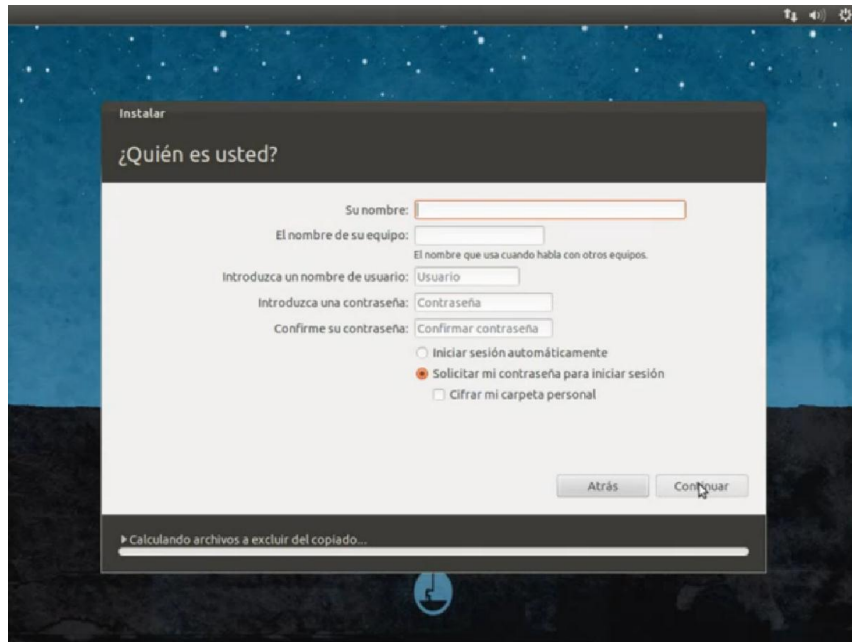 Instalar
¿Quién es usted?
Su nombre:
El nombre de su equipo:
El nombre que usa cuando habla con otros equipos.
Introduzca un nombre de usuario: Usuario
Introduzca una contraseña: Contraseña
Confirme su contraseña: Confirmar contraseña
Iniciar sesión automáticamente
Solicitar mi contraseña para iniciar sesión
Cifrar mi carpeta personal
Atrás Continuar
Calculando archivos a excluir del copiado...